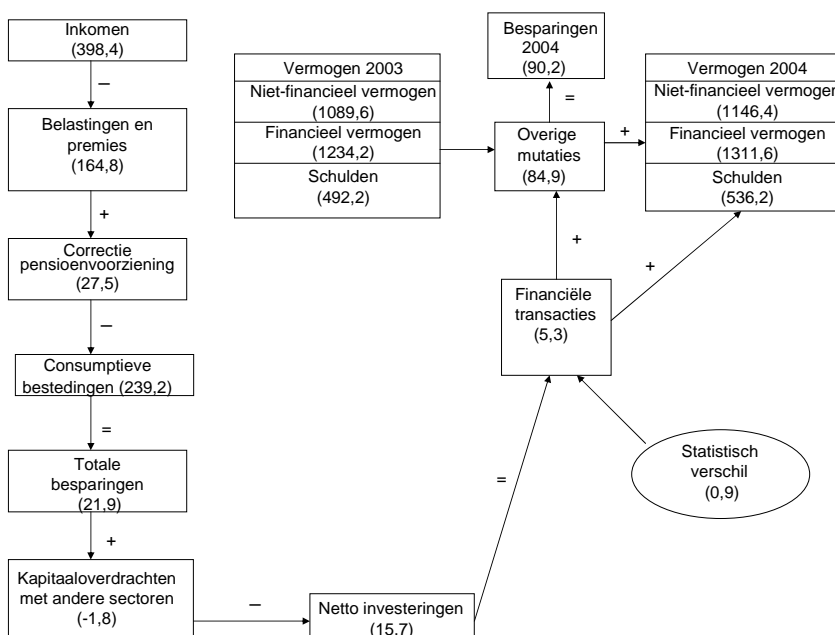 Inkomen
(398,4)
–
Belastingen en
premies
(164,8)
+
Correctie
pensioenvoorziening
(27,5)
–
Consumptieve
bestedingen (239,2)
=
Totale
besparingen
(21,9)
+
Kapitaaloverdrachten
met andere sectoren
(-1,8)
–
Netto investeringen
(15,7)
=
Vermogen 2003
Niet-financieel vermogen
(1089,6)
Financieel vermogen
(1234,2)
Schulden
(492,2)
Besparingen
2004
(90,2)
=
Overige
mutaties
(84,9)
+
+
Financiële
transacties
(5,3)
+
Statistisch
verschil
(0,9)
Vermogen 2004
Niet-financieel vermogen
(1146,4)
Financieel vermogen
(1311,6)
Schulden
(536,2)